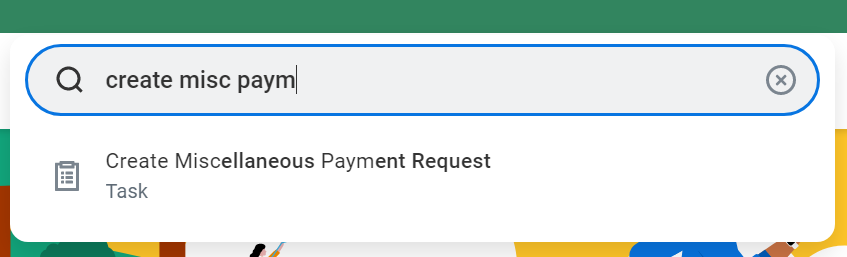 create misc paym
Create Miscellaneous Payment Request
Task